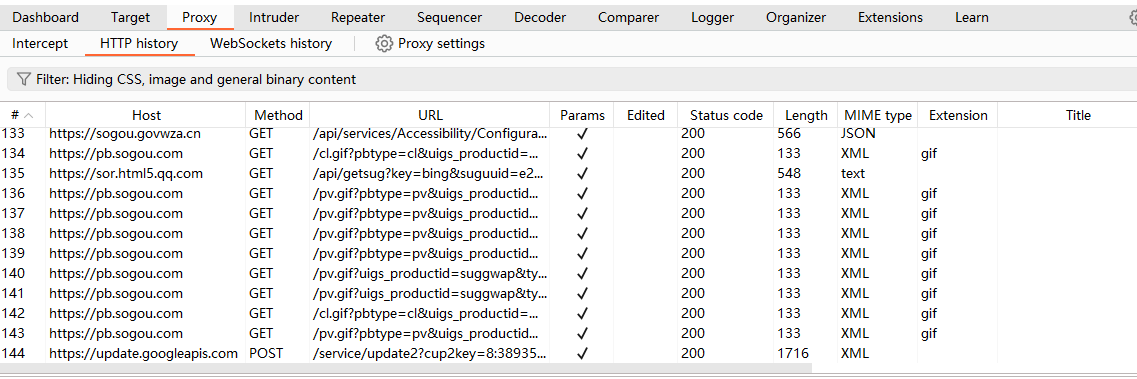 Dashboard Target Proxy Intruder Repeater Sequencer Decoder Comparer Logger Organizer Extensions Learn
Intercept HTTP history WebSockets history Proxy settings
Filter: Hiding CSS, image and general binary content
# Host Method URL Params Edited Status code Length MIME type Extension Title
133 https://sogou.govwza.cn GET /api/services/Accessibility/Configura... ✓ 200 566 JSON
134 https://pb.sogou.com GET /cl.gif?pbtype=cl&uigs_productid=... ✓ 200 133 XML gif
135 https://sor.html5.qq.com GET /api/getsug?key=bing&suguuid=e2... ✓ 200 548 text
136 https://pb.sogou.com GET /pv.gif?pbtype=pv&uigs_productid... ✓ 200 133 XML gif
137 https://pb.sogou.com GET /pv.gif?pbtype=pv&uigs_productid... ✓ 200 133 XML gif
138 https://pb.sogou.com GET /pv.gif?pbtype=pv&uigs_productid... ✓ 200 133 XML gif
139 https://pb.sogou.com GET /pv.gif?pbtype=pv&uigs_productid... ✓ 200 133 XML gif
140 https://pb.sogou.com GET /pv.gif?uigs_productid=suggwap&ty... ✓ 200 133 XML gif
141 https://pb.sogou.com GET /pv.gif?uigs_productid=suggwap&ty... ✓ 200 133 XML gif
142 https://pb.sogou.com GET /cl.gif?pbtype=cl&uigs_productid=... ✓ 200 133 XML gif
143 https://pb.sogou.com GET /pv.gif?pbtype=pv&uigs_productid... ✓ 200 133 XML gif
144 https://update.googleapis.com POST /service/update2?cup2key=8:38935... ✓ 200 1716 XML